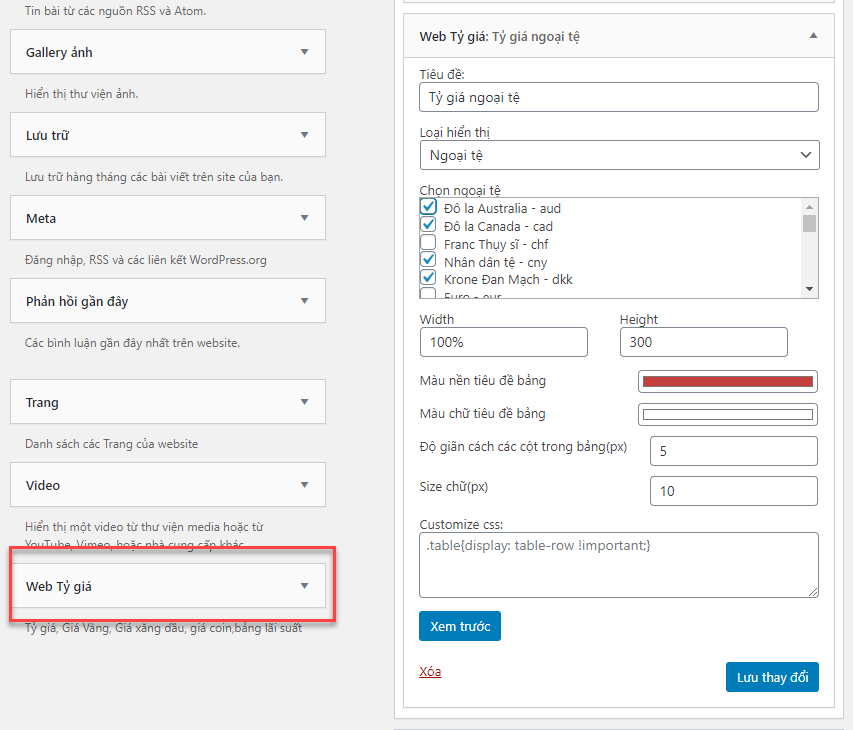 Tin bài từ các nguồn RSS và Atom.
Gallery ảnh
Hiển thị thư viện ảnh.
Lưu trữ
Lưu trữ hàng tháng các bài viết trên site của bạn.
Meta
Đăng nhập, RSS và các liên kết WordPress.org
Phản hồi gần đây
Các bình luận gần đây nhất trên website.
Trang
Danh sách các Trang của website
Video
Hiển thị một video từ thư viện media hoặc từ
YouTube, Vimeo, hoặc nhà cung cấp khác
Web Tỷ giá
Tỷ giá, Giá Vàng, Giá xăng dầu, giá coin,bảng lãi suất
Web Tỷ giá: Tỷ giá ngoại tệ
Tiêu đề:
Tỷ giá ngoại tệ
Loại hiển thị
Ngoại tệ
Chọn ngoại tệ
Đô la Australia - aud
Đô la Canada - cad
Franc Thụy sĩ - chf
Nhân dân tệ - cny
Krone Đan Mạch - dkk
Euro - eur
Width
Height
100%
300
Màu nền tiêu đề bảng
Màu chữ tiêu đề bảng
Độ giãn cách các cột trong bảng(px)
5
Size chữ(px)
10
Customize css:
.table{display: table-row !important;}
Xem trước
Xóa
Lưu thay đổi